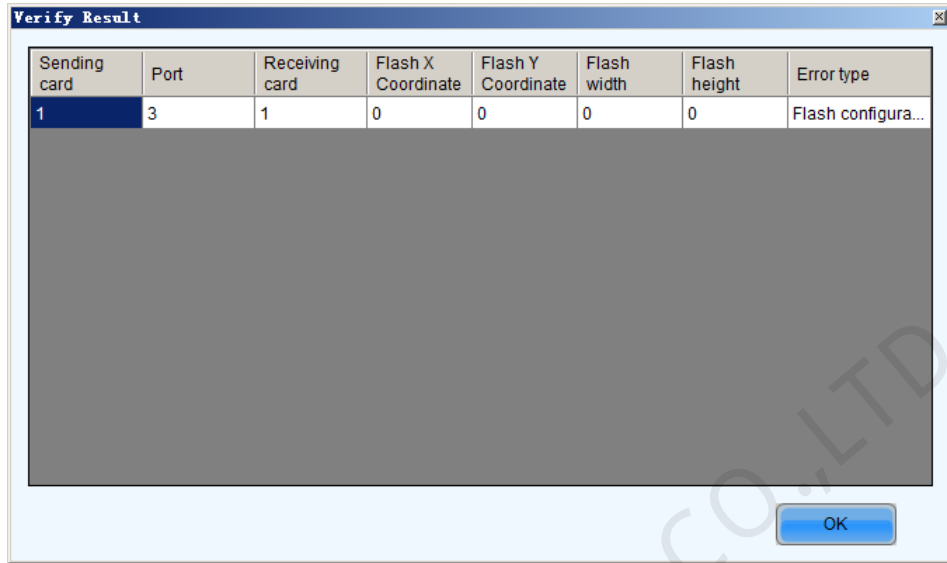 Verify Result
Sending card Port Receiving card Flash X Coordinate Flash Y Coordinate Flash width Flash height Error type
1 3 1 0 0 0 0 Flash configura...
OK
CO.,LTD